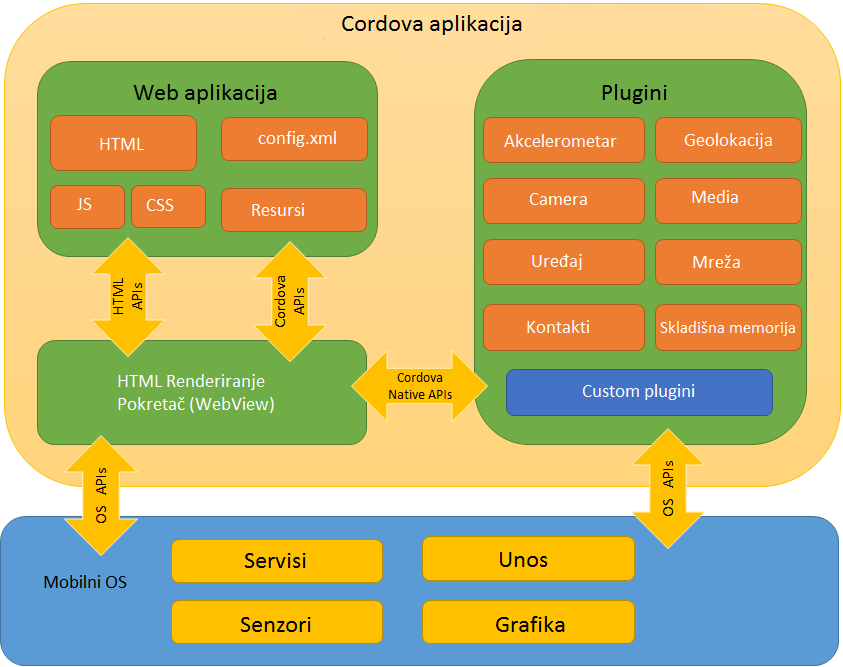 Cordova aplikacija
Web aplikacija
HTML
config.xml
JS
CSS
Resursi
Plugini
Akcelerometar
Geolokacija
Camera
Media
Uređaj
Mreža
Kontakti
Skladišna memorija
Custom plugini
HTML
APIs
Cordova
APIs
HTML Renderiranje
Pokretač (WebView)
Cordova
Native APIs
OS APIs
OS APIs
Mobilni OS
Servisi
Unos
Senzori
Grafika